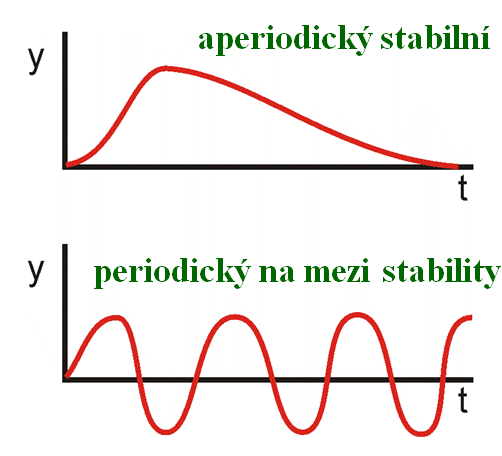 aperiodický stabilní
y
t
y
periodický na mezi stability
t